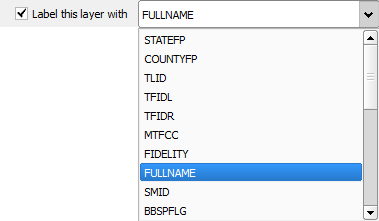 Label this layer with FULLNAME
STATEFP
COUNTYFP
TLID
TFIDL
TFIDR
MTFCC
FIDELITY
FULLNAME
SMID
BBSPFLG